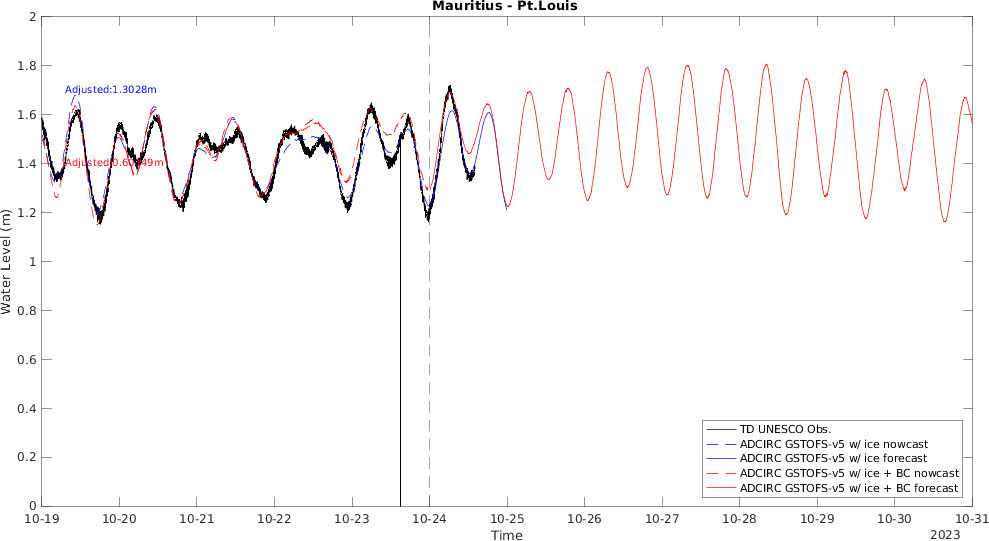 Mauritius - Pt.Louis
Water Level (m)
2
1.8
1.6
1.4
1.2
1
0.8
0.6
0.4
0.2
0
Adjusted:1.3028m
TD UNESCO Obs.
ADCIRC GSTOFS-v5 w/ ice nowcast
ADCIRC GSTOFS-v5 w/ ice forecast
ADCIRC GSTOFS-v5 w/ ice + BC nowcast
ADCIRC GSTOFS-v5 w/ ice + BC forecast
10-19 10-20 10-21 10-22 10-23 10-24 10-25 10-26 10-27 10-28 10-29 10-30 10-31
Time
2023